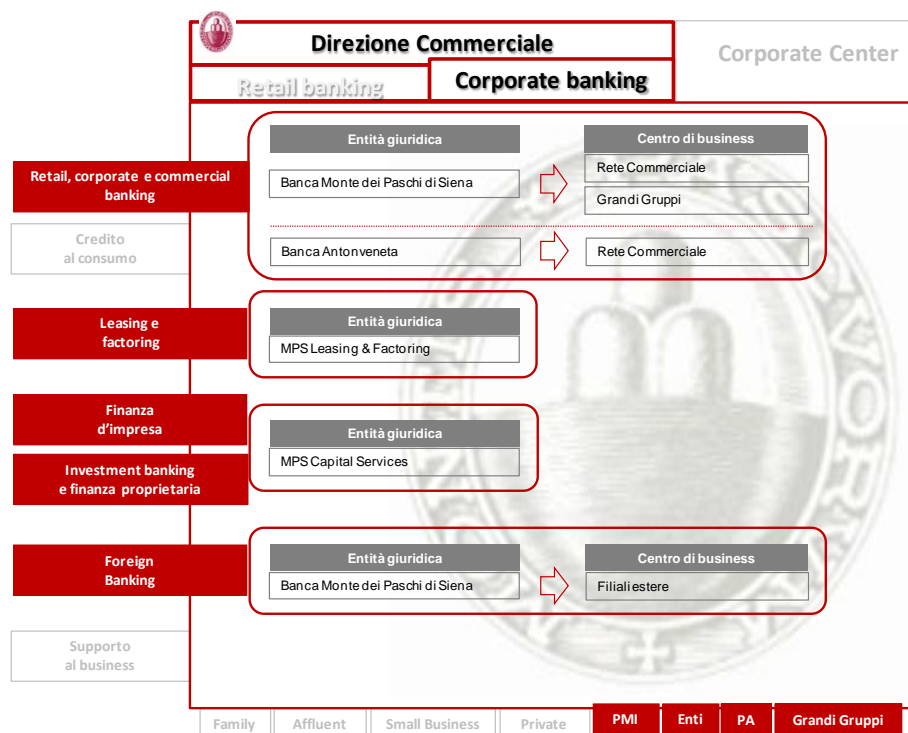 Direzione Commerciale
Corporate Center
Retail banking
Corporate banking
Retail, corporate e commercial
banking
Entità giuridica
Centro di business
Banca Monte dei Paschi di Siena
Rete Commerciale
Grandi Gruppi
Banca Antonveneta
Rete Commerciale
Credito
al consumo
Leasing e
factoring
Entità giuridica
MPS Leasing & Factoring
Finanza
d'impresa
Investment banking
e finanza proprietaria
Entità giuridica
MPS Capital Services
Foreign
Banking
Entità giuridica
Centro di business
Banca Monte dei Paschi di Siena
Filiali estere
Supporto
al business
Family
Affluent
Small Business
Private
PMI
Enti
PA
Grandi Gruppi